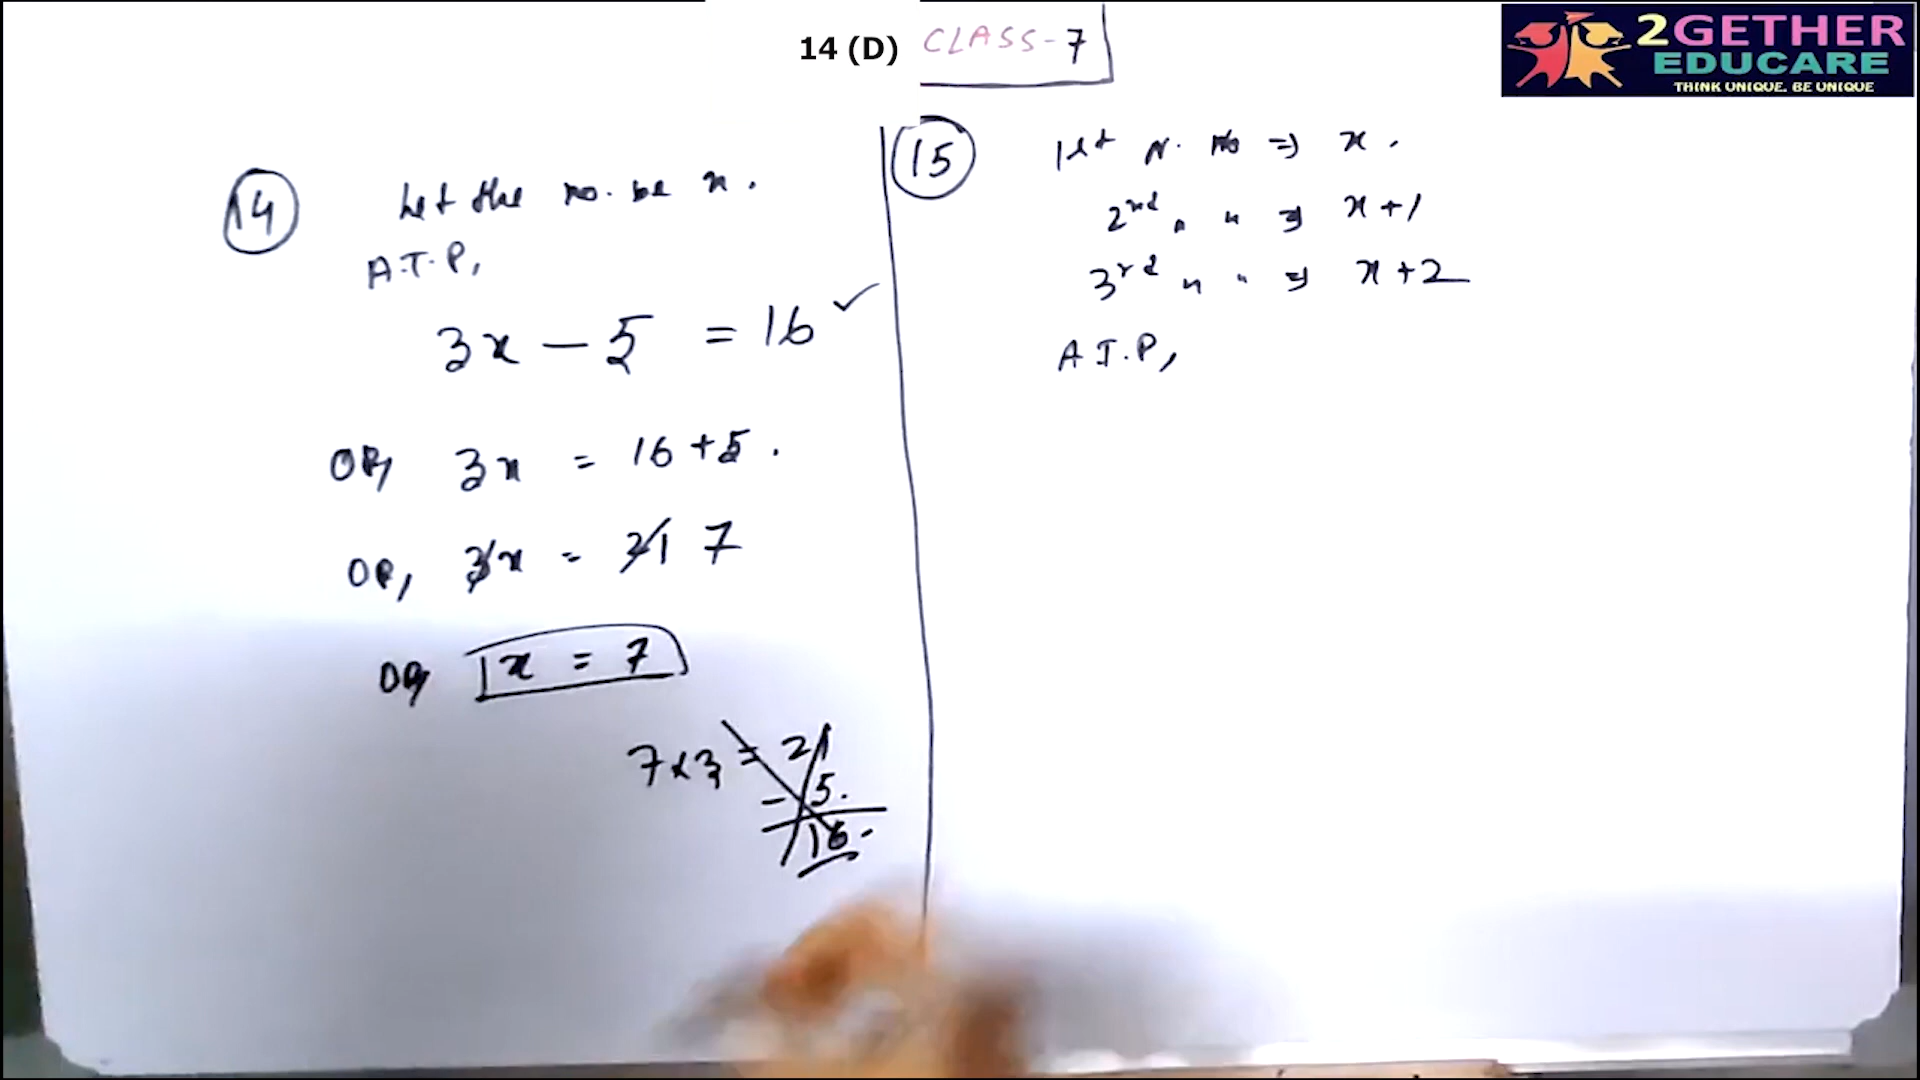 14 (D) CLASS-7
2GETHER
EDUCARE
THINK UNIQUE. BE UNIQUE
14 Let the no. be x.
A.T.P,
3x - 5 = 16 ✓
OR, 3x = 16 + 5.
OR, 3x = 21 7
OR, x = 7
7 x 3 = 21
- 5.
16.
15 1st N. No ⇒ x.
2nd " " ⇒ x+1
3rd " " ⇒ x+2
A.T.P,